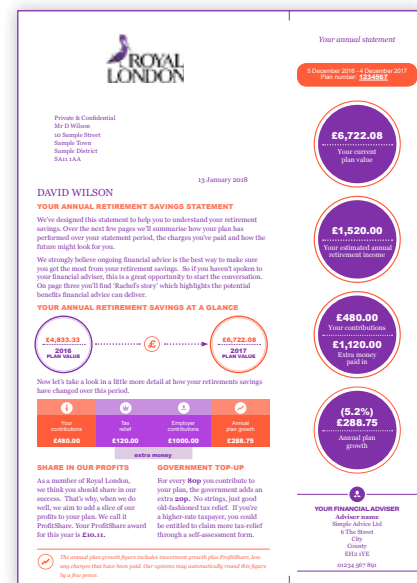 ROYAL
LONDON
Private & Confidential
Mr D Wilson
10 Sample Street
Sample Town
Sample District
SA11 1AA
13 January 2018
DAVID WILSON
YOUR ANNUAL RETIREMENT SAVINGS STATEMENT
We've designed this statement to help you to understand your retirement
savings. Over the next few pages we'll summarise how your plan has
performed over your statement period, the charges you've paid and how the
future might look for you.
We strongly believe ongoing financial advice is the best way to make sure
you get the most from your retirement savings. So if you haven't spoken to
your financial adviser, this is a great opportunity to start the conversation.
On page three you'll find 'Rachel's story' which highlights the potential
benefits financial advice can deliver.
YOUR ANNUAL RETIREMENT SAVINGS AT A GLANCE
£4,833.33
2016
PLAN VALUE
£
£6,722.08
2017
PLAN VALUE
Now let's take a look in a little more detail at how your retirements savings
have changed over this period.
Your
contributions
£480.00
Tax
relief
£120.00
Employer
contributions
£1000.00
Annual
plan growth
£288.75
extra money
SHARE IN OUR PROFITS
As a member of Royal London,
we think you should share in our
success. That's why, when we do
well, we aim to add a slice of our
profits to your plan. We call it
ProfitShare. Your ProfitShare award
for this year is £10.11.
GOVERNMENT TOP-UP
For every 80p you contribute to
your plan, the government adds an
extra 20p. No strings, just good
old-fashioned tax relief. If you're
a higher-rate taxpayer, you could
be entitled to claim more tax-relief
through a self-assessment form.
The annual plan growth figure includes investment growth plus ProfitShare, less
any charges that have been paid. Our systems may automatically round this figure
by a few pence.
Your annual statement
5 December 2016 - 4 December 2017
Plan number: 1234567
£6,722.08
Your current
plan value
£1,520.00
Your estimated annual
retirement income
£480.00
Your contributions
£1,120.00
Extra money
paid in
(5.2%)
£288.75
Annual plan
growth
YOUR FINANCIAL ADVISER
Adviser name
Simple Advice Ltd
6 The Street
City
County
EH2 1YE
01234 567 891